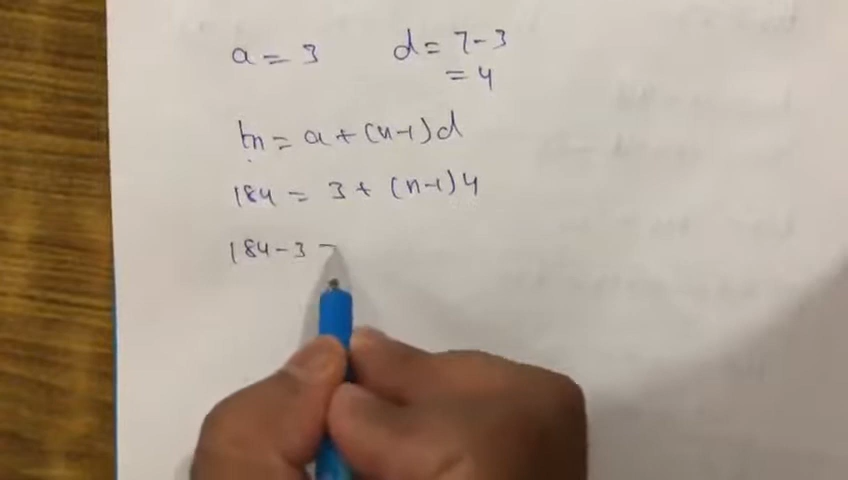 a = 3 d = 7-3
= 4
tn = a + (n-1)d
184 = 3 + (n-1)4
184-3 =